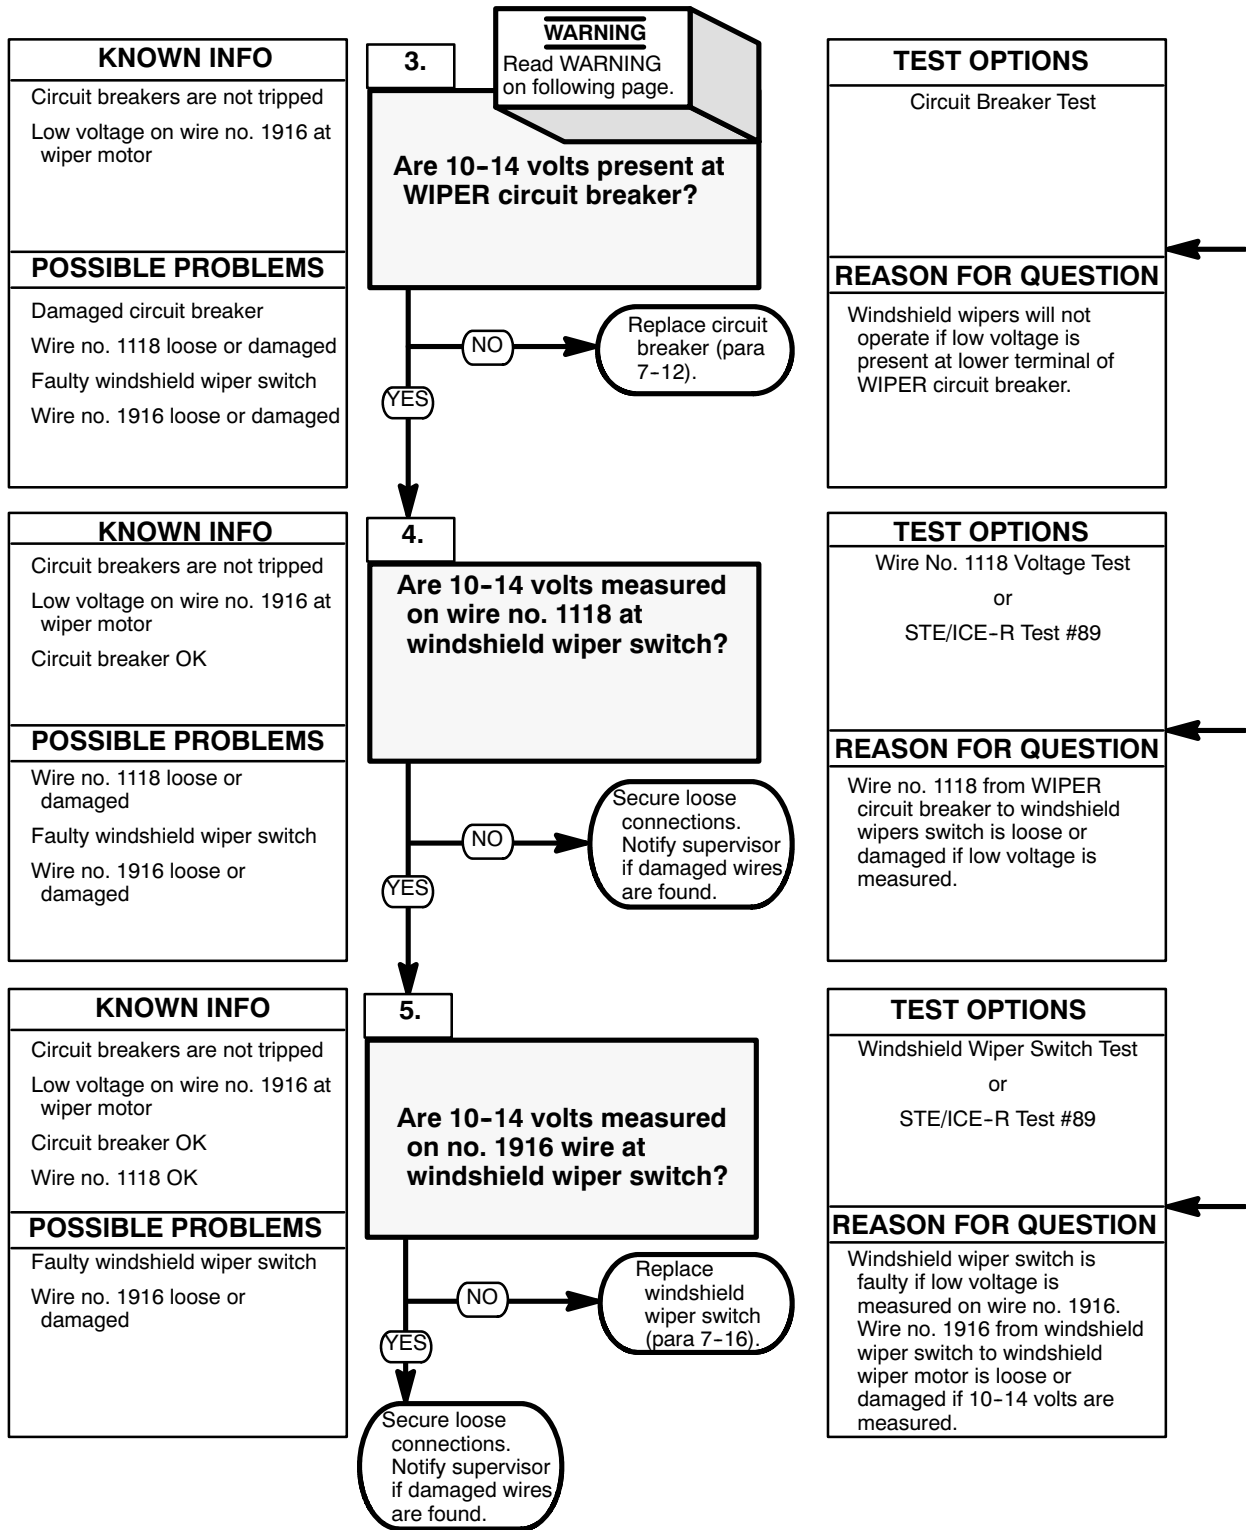 KNOWN INFO
Circuit breakers are not tripped
Low voltage on wire no. 1916 at
wiper motor
POSSIBLE PROBLEMS
Damaged circuit breaker
Wire no. 1118 loose or damaged
Faulty windshield wiper switch
Wire no. 1916 loose or damaged
3.
WARNING
Read WARNING
on following page.
Are 10-14 volts present at
WIPER circuit breaker?
NO
Replace circuit
breaker (para
7-12).
YES
TEST OPTIONS
Circuit Breaker Test
REASON FOR QUESTION
Windshield wipers will not
operate if low voltage is
present at lower terminal of
WIPER circuit breaker.
KNOWN INFO
Circuit breakers are not tripped
Low voltage on wire no. 1916 at
wiper motor
Circuit breaker OK
POSSIBLE PROBLEMS
Wire no. 1118 loose or
damaged
Faulty windshield wiper switch
Wire no. 1916 loose or
damaged
4.
Are 10-14 volts measured
on wire no. 1118 at
windshield wiper switch?
NO
Secure loose
connections.
Notify supervisor
if damaged wires
are found.
YES
TEST OPTIONS
Wire No. 1118 Voltage Test
or
STE/ICE-R Test #89
REASON FOR QUESTION
Wire no. 1118 from WIPER
circuit breaker to windshield
wipers switch is loose or
damaged if low voltage is
measured.
KNOWN INFO
Circuit breakers are not tripped
Low voltage on wire no. 1916 at
wiper motor
Circuit breaker OK
Wire no. 1118 OK
POSSIBLE PROBLEMS
Faulty windshield wiper switch
Wire no. 1916 loose or
damaged
5.
Are 10-14 volts measured
on no. 1916 wire at
windshield wiper switch?
NO
Replace
windshield
wiper switch
(para 7-16).
YES
Secure loose
connections.
Notify supervisor
if damaged wires
are found.
TEST OPTIONS
Windshield Wiper Switch Test
or
STE/ICE-R Test #89
REASON FOR QUESTION
Windshield wiper switch is
faulty if low voltage is
measured on wire no. 1916.
Wire no. 1916 from windshield
wiper switch to windshield
wiper motor is loose or
damaged if 10-14 volts are
measured.